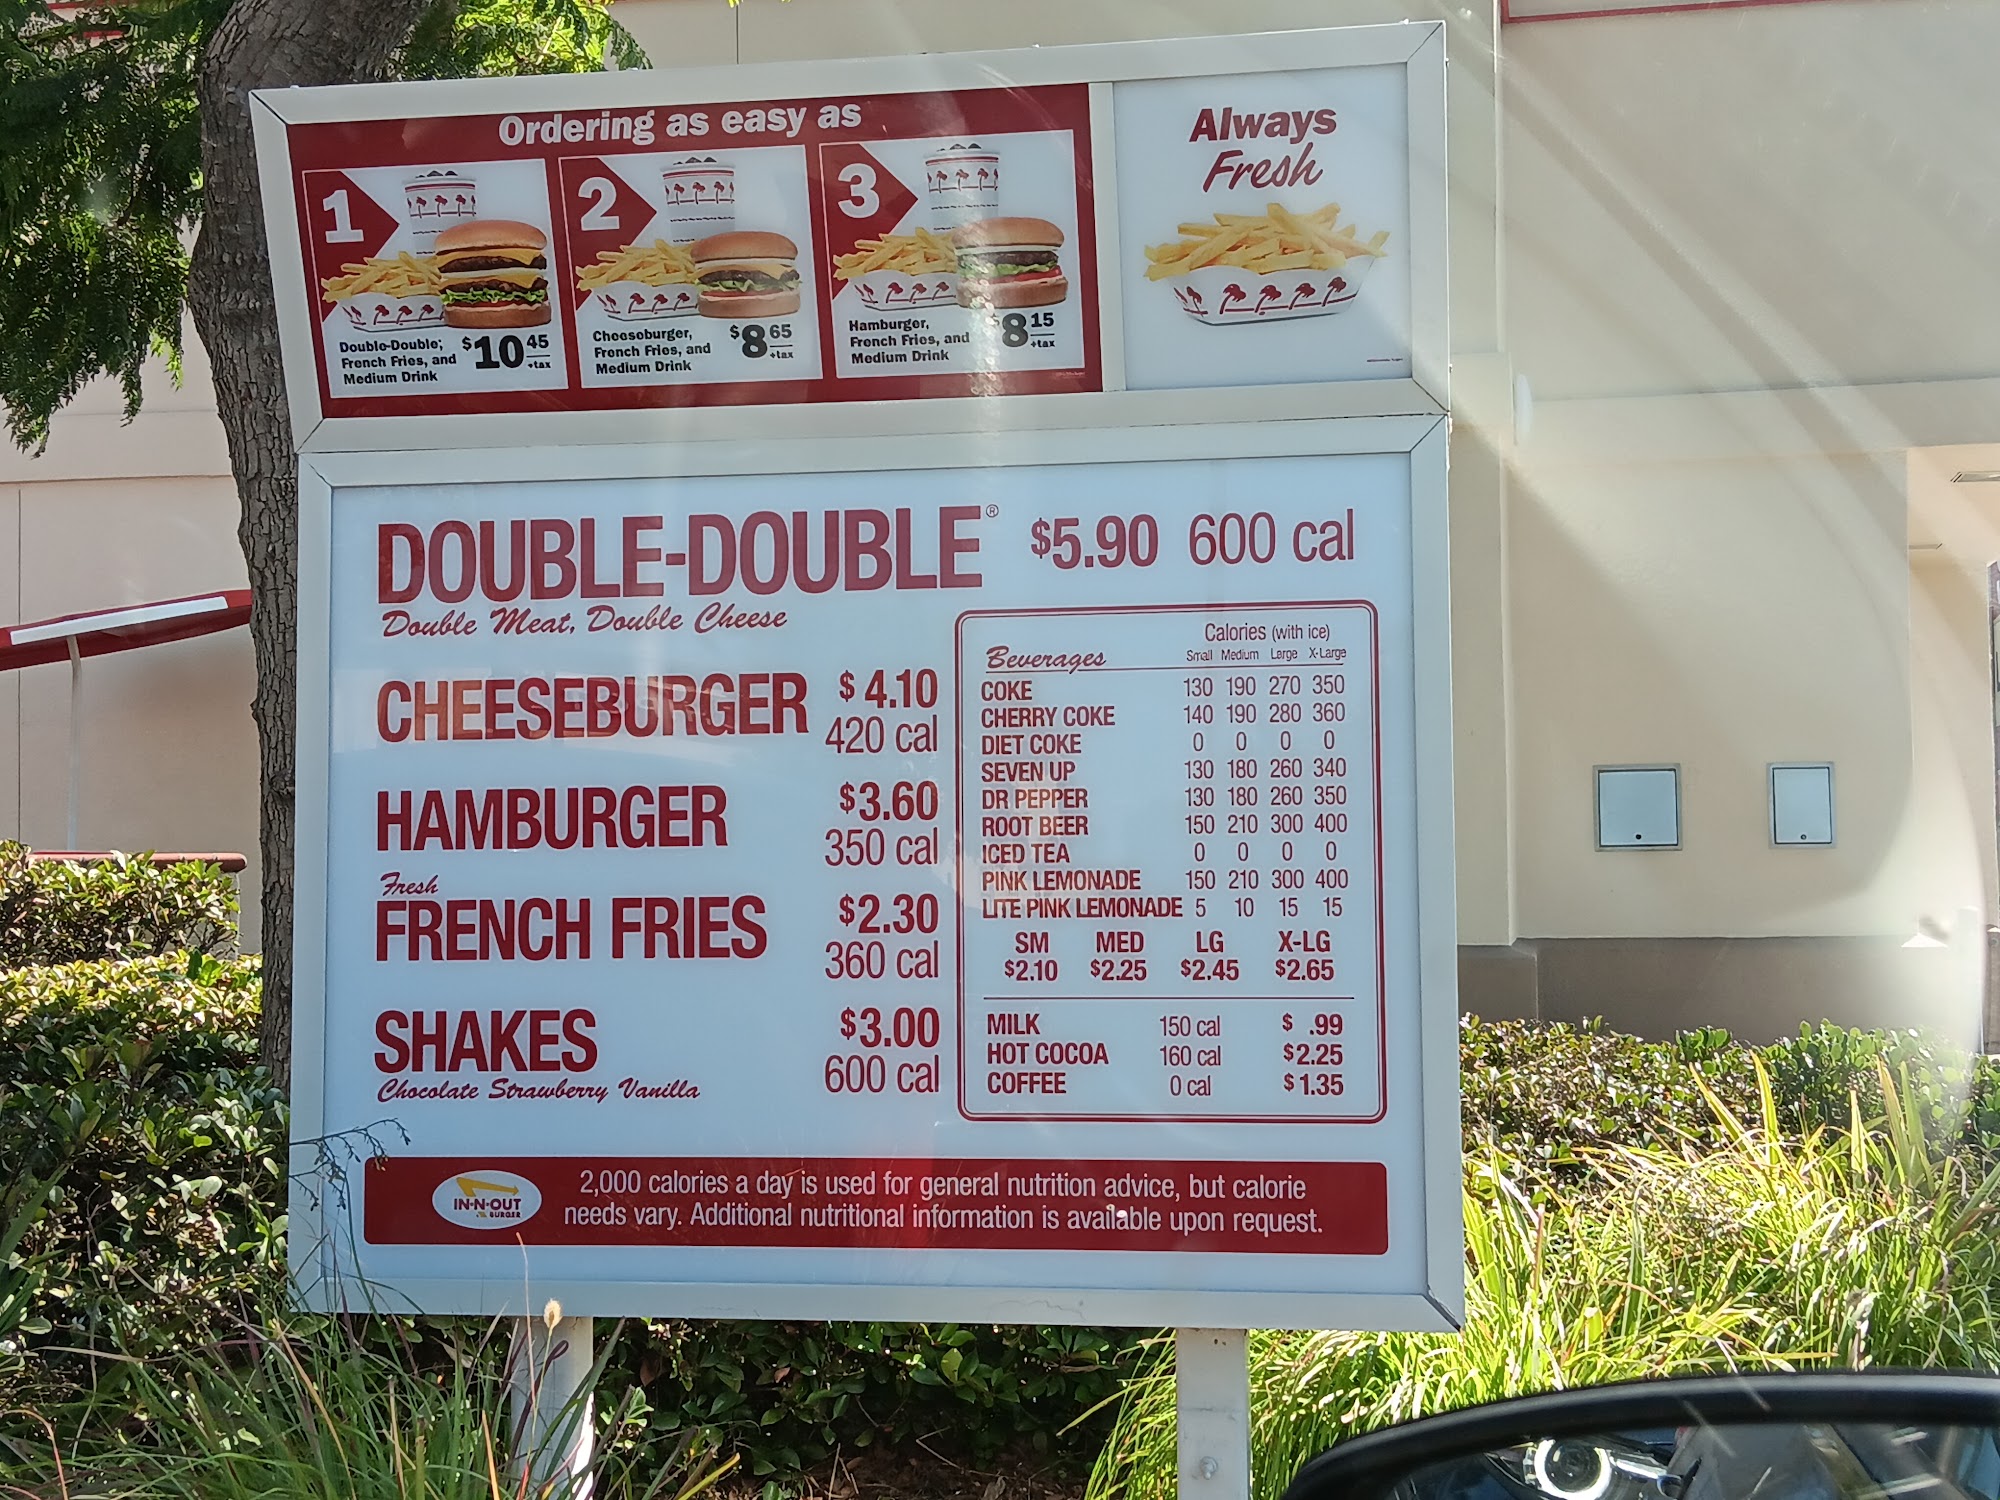 Ordering as easy as
1
Double-Double,
French Fries, and
Medium Drink
$10 45
+tax
2
Cheeseburger,
French Fries, and
Medium Drink
$8 65
+tax
3
Hamburger,
French Fries, and
Medium Drink
$8 15
+tax
Always
Fresh
DOUBLE-DOUBLE® $5.90 600 cal
Double Meat, Double Cheese
CHEESEBURGER $4.10
420 cal
HAMBURGER $3.60
350 cal
Fresh
FRENCH FRIES $2.30
360 cal
SHAKES $3.00
Chocolate Strawberry Vanilla 600 cal
Calories (with ice)
Beverages Small Medium Large X-Large
COKE 130 190 270 350
CHERRY COKE 140 190 280 360
DIET COKE 0 0 0 0
SEVEN UP 130 180 260 340
DR PEPPER 130 180 260 350
ROOT BEER 150 210 300 400
ICED TEA 0 0 0 0
PINK LEMONADE 150 210 300 400
LITE PINK LEMONADE 5 10 15 15
SM MED LG X-LG
$2.10 $2.25 $2.45 $2.65
MILK 150 cal $ .99
HOT COCOA 160 cal $2.25
COFFEE 0 cal $1.35
IN-N-OUT
BURGER
2,000 calories a day is used for general nutrition advice, but calorie
needs vary. Additional nutritional information is available upon request.